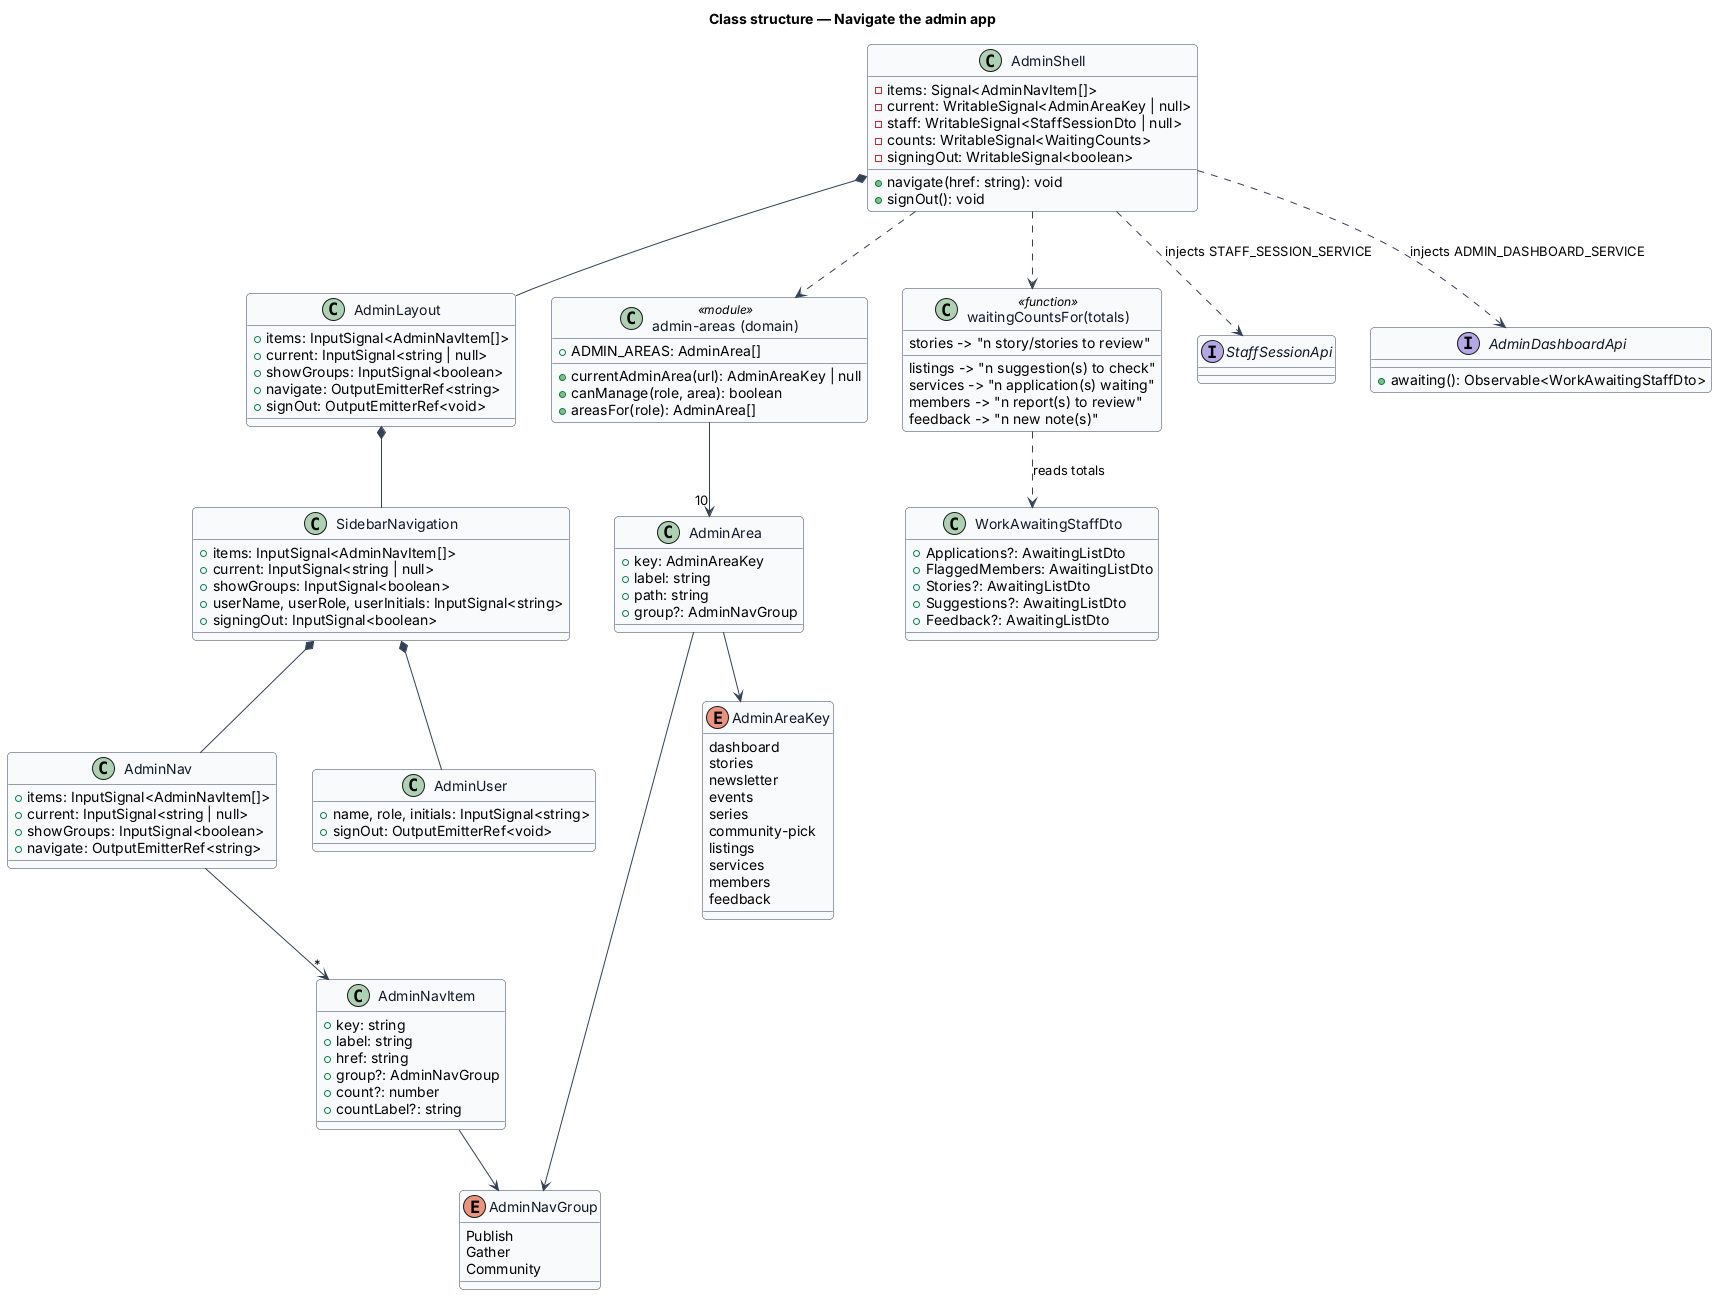 Class structure — Navigate the admin app
C AdminShell
items: Signal<AdminNavItem[]>
current: WritableSignal<AdminAreaKey | null>
staff: WritableSignal<StaffSessionDto | null>
counts: WritableSignal<WaitingCounts>
signingOut: WritableSignal<boolean>
navigate(href: string): void
signOut(): void
injects STAFF_SESSION_SERVICE
injects ADMIN_DASHBOARD_SERVICE
C AdminLayout
items: InputSignal<AdminNavItem[]>
current: InputSignal<string | null>
showGroups: InputSignal<boolean>
navigate: OutputEmitterRef<string>
signOut: OutputEmitterRef<void>
C «module»
admin-areas (domain)
ADMIN_AREAS: AdminArea[]
currentAdminArea(url): AdminAreaKey | null
canManage(role, area): boolean
areasFor(role): AdminArea[]
C «function»
waitingCountsFor(totals)
stories -> "n story/stories to review"
listings -> "n suggestion(s) to check"
services -> "n application(s) waiting"
members -> "n report(s) to review"
feedback -> "n new note(s)"
I StaffSessionApi
I AdminDashboardApi
awaiting(): Observable<WorkAwaitingStaffDto>
reads totals
10
C SidebarNavigation
items: InputSignal<AdminNavItem[]>
current: InputSignal<string | null>
showGroups: InputSignal<boolean>
userName, userRole, userInitials: InputSignal<string>
signingOut: InputSignal<boolean>
C AdminArea
key: AdminAreaKey
label: string
path: string
group?: AdminNavGroup
C WorkAwaitingStaffDto
Applications?: AwaitingListDto
FlaggedMembers: AwaitingListDto
Stories?: AwaitingListDto
Suggestions?: AwaitingListDto
Feedback?: AwaitingListDto
C AdminNav
items: InputSignal<AdminNavItem[]>
current: InputSignal<string | null>
showGroups: InputSignal<boolean>
navigate: OutputEmitterRef<string>
C AdminUser
name, role, initials: InputSignal<string>
signOut: OutputEmitterRef<void>
E AdminAreaKey
dashboard
stories
newsletter
events
series
community-pick
listings
services
members
feedback
*
C AdminNavItem
key: string
label: string
href: string
group?: AdminNavGroup
count?: number
countLabel?: string
E AdminNavGroup
Publish
Gather
Community